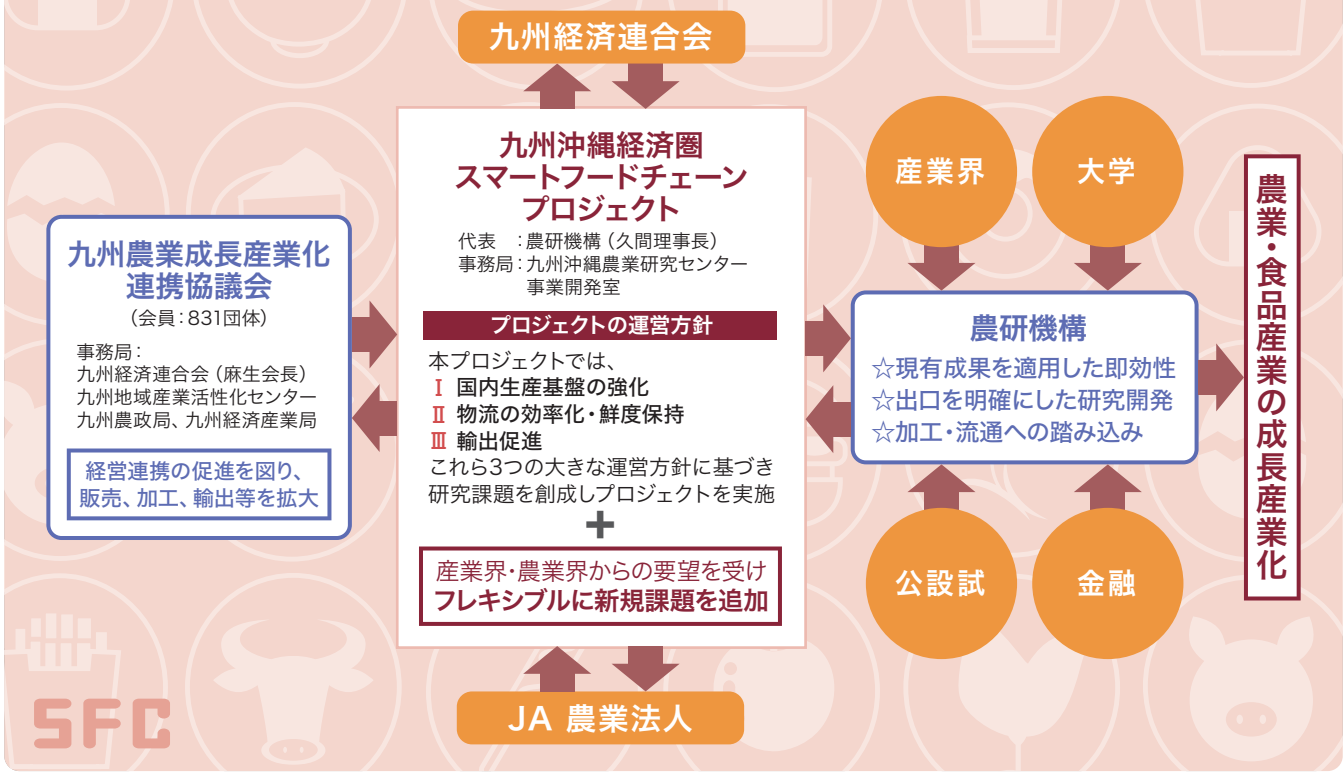 九州経済連合会
九州沖縄経済圏
スマートフードチェーン
プロジェクト
代表　：農研機構（久間理事長）
事務局：九州沖縄農業研究センター
事業開発室
プロジェクトの運営方針
本プロジェクトでは、
Ⅰ 国内生産基盤の強化
Ⅱ 物流の効率化・鮮度保持
Ⅲ 輸出促進
これら3つの大きな運営方針に基づき
研究課題を創成しプロジェクトを実施
＋
産業界・農業界からの要望を受け
フレキシブルに新規課題を追加
JA 農業法人
九州農業成長産業化
連携協議会
（会員：831団体）
事務局：
九州経済連合会（麻生会長）
九州地域産業活性化センター
九州農政局、九州経済産業局
経営連携の促進を図り、
販売、加工、輸出等を拡大
産業界
大学
農研機構
☆現有成果を適用した即効性
☆出口を明確にした研究開発
☆加工・流通への踏み込み
公設試
金融
農業・食品産業の成長産業化
SFC